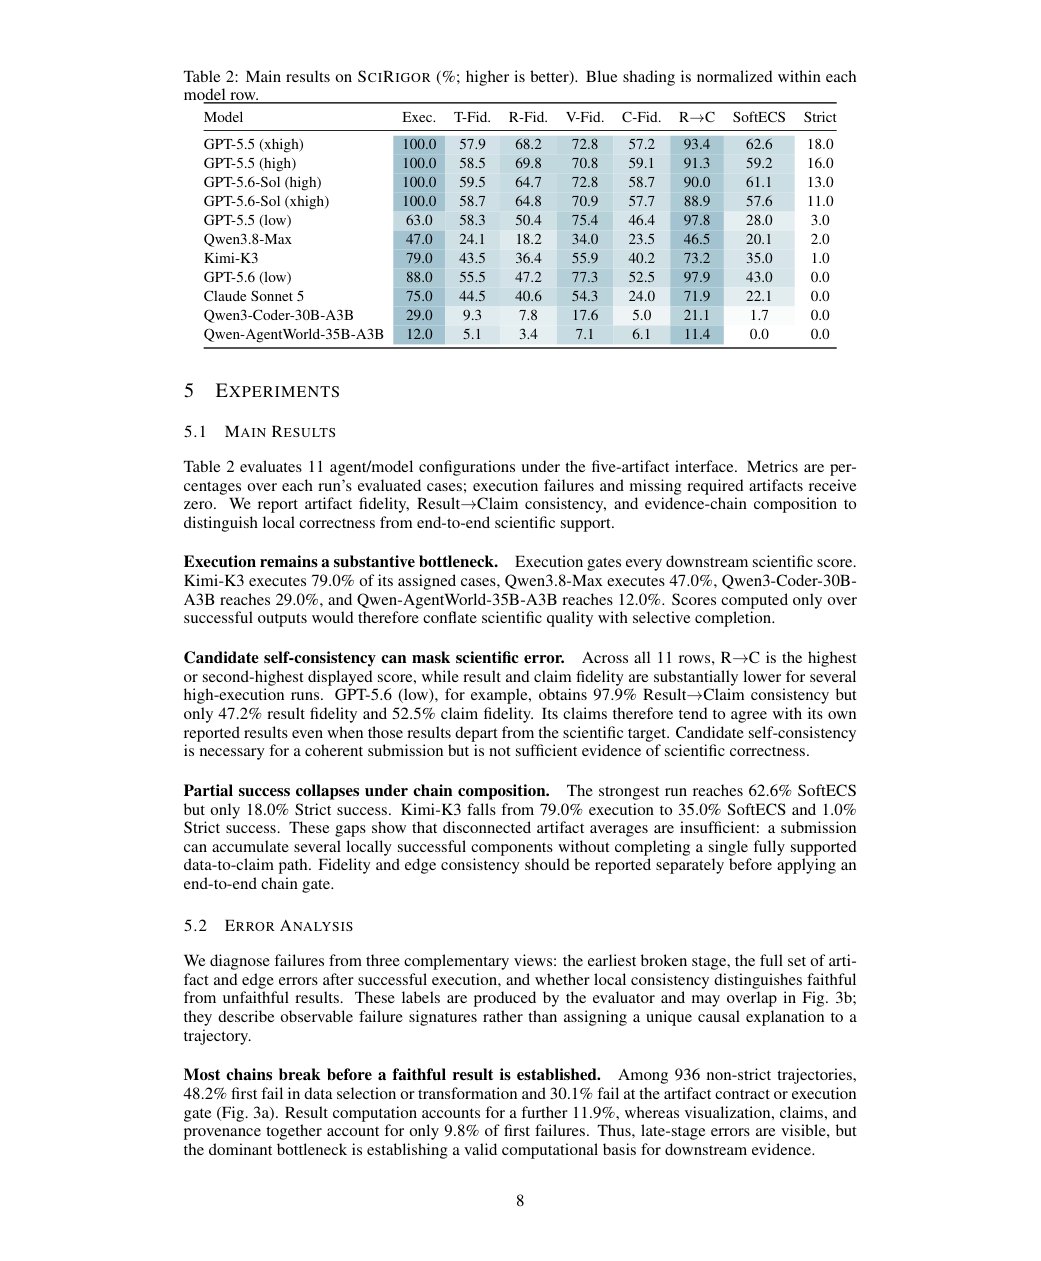 Table 2: Main results on SCIRIGOR (%; higher is better). Blue shading is normalized within each
model row.
Model Exec. T-Fid. R-Fid. V-Fid. C-Fid. R→C SoftECS Strict
GPT-5.5 (xhigh) 100.0 57.9 68.2 72.8 57.2 93.4 62.6 18.0
GPT-5.5 (high) 100.0 58.5 69.8 70.8 59.1 91.3 59.2 16.0
GPT-5.6-Sol (high) 100.0 59.5 64.7 72.8 58.7 90.0 61.1 13.0
GPT-5.6-Sol (xhigh) 100.0 58.7 64.8 70.9 57.7 88.9 57.6 11.0
GPT-5.5 (low) 63.0 58.3 50.4 75.4 46.4 97.8 28.0 3.0
Qwen3.8-Max 47.0 24.1 18.2 34.0 23.5 46.5 20.1 2.0
Kimi-K3 79.0 43.5 36.4 55.9 40.2 73.2 35.0 1.0
GPT-5.6 (low) 88.0 55.5 47.2 77.3 52.5 97.9 43.0 0.0
Claude Sonnet 5 75.0 44.5 40.6 54.3 24.0 71.9 22.1 0.0
Qwen3-Coder-30B-A3B 29.0 9.3 7.8 17.6 5.0 21.1 1.7 0.0
Qwen-AgentWorld-35B-A3B 12.0 5.1 3.4 7.1 6.1 11.4 0.0 0.0
5 EXPERIMENTS
5.1 MAIN RESULTS
Table 2 evaluates 11 agent/model configurations under the five-artifact interface. Metrics are per-
centages over each run's evaluated cases; execution failures and missing required artifacts receive
zero. We report artifact fidelity, Result→Claim consistency, and evidence-chain composition to
distinguish local correctness from end-to-end scientific support.
Execution remains a substantive bottleneck. Execution gates every downstream scientific score.
Kimi-K3 executes 79.0% of its assigned cases, Qwen3.8-Max executes 47.0%, Qwen3-Coder-30B-
A3B reaches 29.0%, and Qwen-AgentWorld-35B-A3B reaches 12.0%. Scores computed only over
successful outputs would therefore conflate scientific quality with selective completion.
Candidate self-consistency can mask scientific error. Across all 11 rows, R→C is the highest
or second-highest displayed score, while result and claim fidelity are substantially lower for several
high-execution runs. GPT-5.6 (low), for example, obtains 97.9% Result→Claim consistency but
only 47.2% result fidelity and 52.5% claim fidelity. Its claims therefore tend to agree with its own
reported results even when those results depart from the scientific target. Candidate self-consistency
is necessary for a coherent submission but is not sufficient evidence of scientific correctness.
Partial success collapses under chain composition. The strongest run reaches 62.6% SoftECS
but only 18.0% Strict success. Kimi-K3 falls from 79.0% execution to 35.0% SoftECS and 1.0%
Strict success. These gaps show that disconnected artifact averages are insufficient: a submission
can accumulate several locally successful components without completing a single fully supported
data-to-claim path. Fidelity and edge consistency should be reported separately before applying an
end-to-end chain gate.
5.2 ERROR ANALYSIS
We diagnose failures from three complementary views: the earliest broken stage, the full set of arti-
fact and edge errors after successful execution, and whether local consistency distinguishes faithful
from unfaithful results. These labels are produced by the evaluator and may overlap in Fig. 3b;
they describe observable failure signatures rather than assigning a unique causal explanation to a
trajectory.
Most chains break before a faithful result is established. Among 936 non-strict trajectories,
48.2% first fail in data selection or transformation and 30.1% fail at the artifact contract or execution
gate (Fig. 3a). Result computation accounts for a further 11.9%, whereas visualization, claims, and
provenance together account for only 9.8% of first failures. Thus, late-stage errors are visible, but
the dominant bottleneck is establishing a valid computational basis for downstream evidence.
8